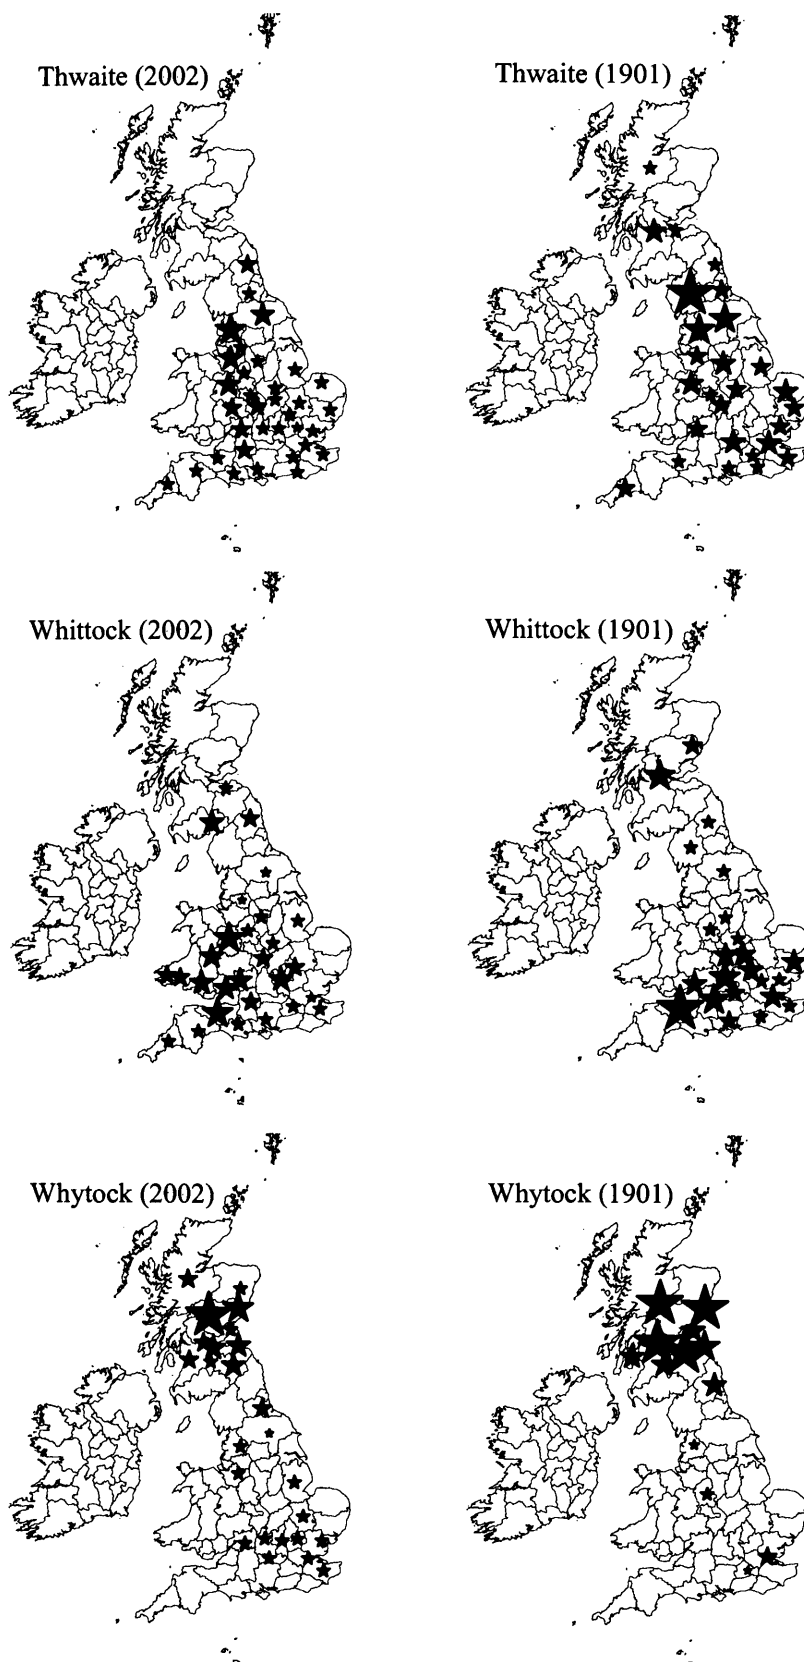 Thwaite (2002)
Thwaite (1901)
Whittock (2002)
Whittock (1901)
Whytock (2002)
Whytock (1901)